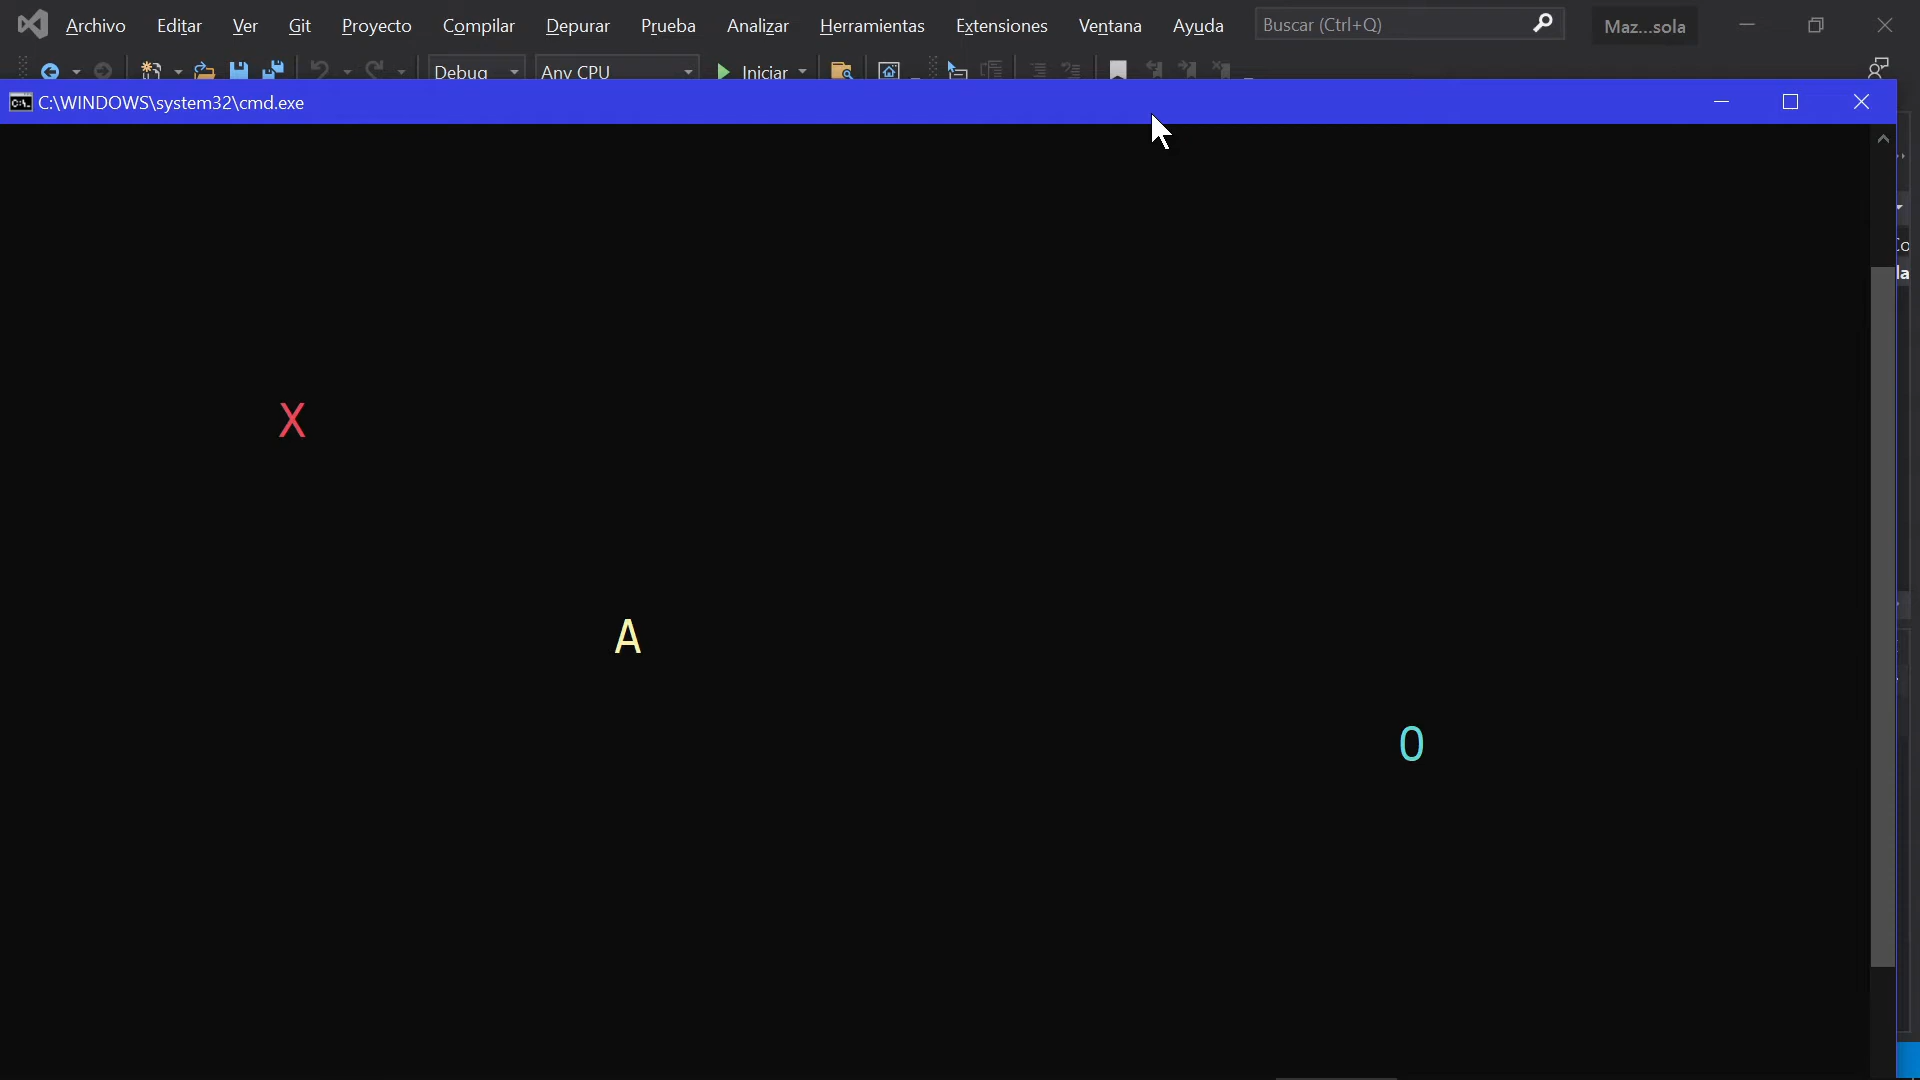 Archivo Editar Ver Git Proyecto Compilar Depurar Prueba Analizar Herramientas Extensiones Ventana Ayuda Buscar (Ctrl+Q) Maz...sola
Debug Any CPU Iniciar
C:\WINDOWS\system32\cmd.exe
X
A
O